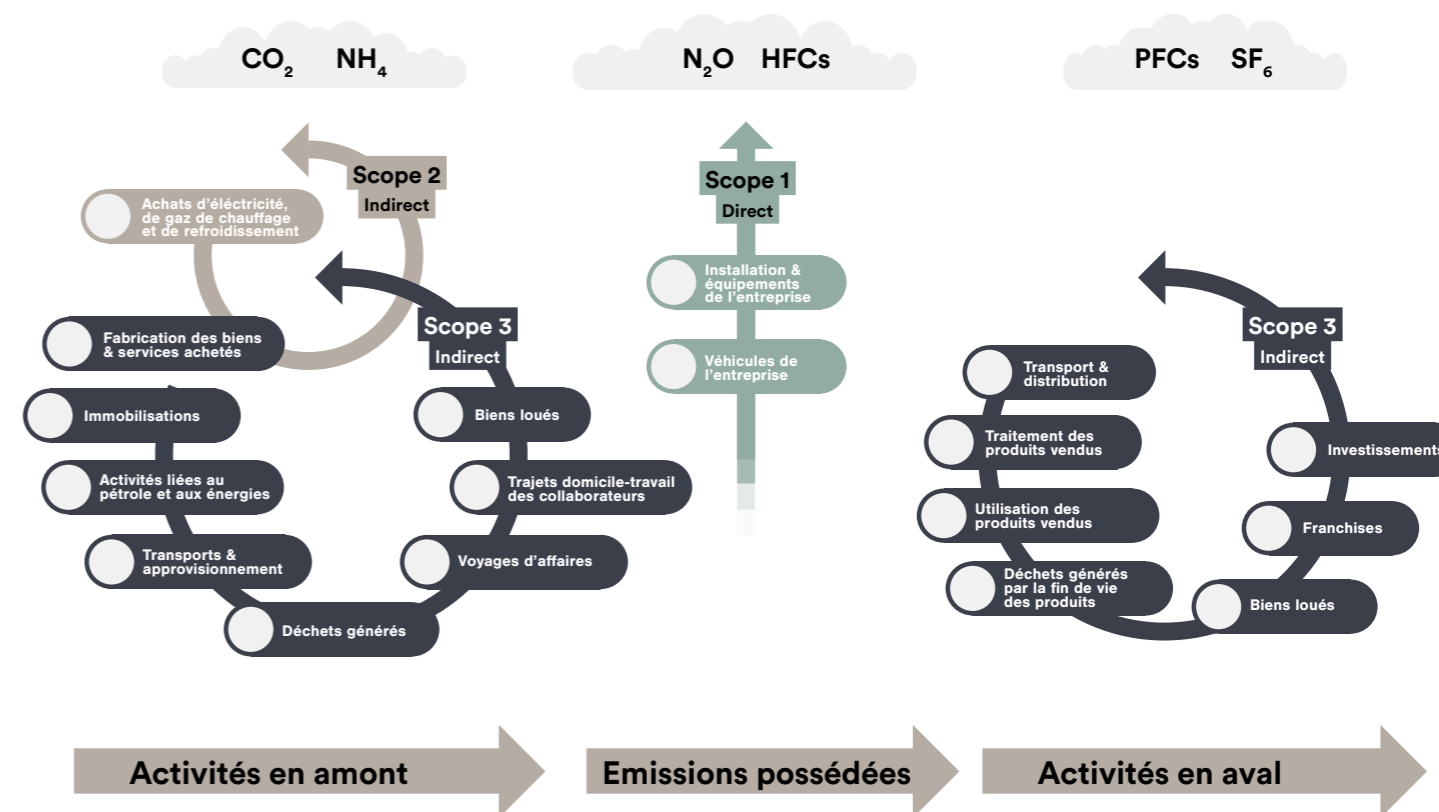 CO₂ NH₄
N₂O HFCs
PFCs SF₆
Scope 2
Indirect
Achats d'éléctricité,
de gaz de chauffage
et de refroidissement
Scope 3
Indirect
Fabrication des biens
& services achetés
Immobilisations
Activités liées au
pétrole et aux énergies
Transports &
approvisionnement
Déchets générés
Biens loués
Trajets domicile-travail
des collaborateurs
Voyages d'affaires
Scope 1
Direct
Installation &
équipements
de l'entreprise
Véhicules de
l'entreprise
Scope 3
Indirect
Transport &
distribution
Traitement des
produits vendus
Utilisation des
produits vendus
Déchets générés
par la fin de vie
des produits
Investissements
Franchises
Biens loués
Activités en amont
Emissions possédées
Activités en aval